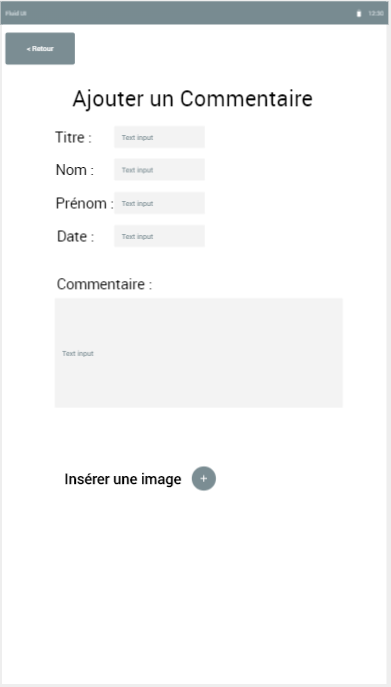 Fluid UI 12:30
< Retour
Ajouter un Commentaire
Titre : Text input
Nom : Text input
Prénom : Text input
Date : Text input
Commentaire :
Text input
Insérer une image +